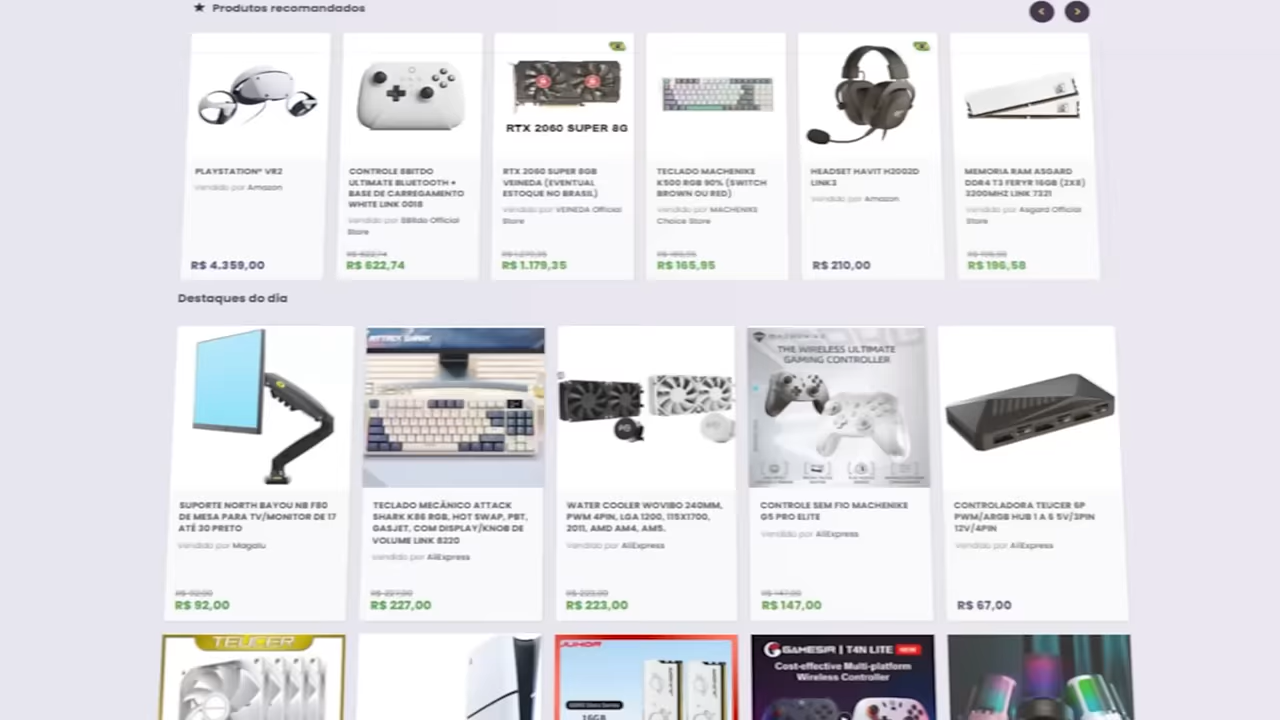 ★ Produtos recomandados
RTX 2060 SUPER 8G
PLAYSTATION® VR2
Vendido por Amazon
R$ 4.359,00
CONTROLE 8BITDO
ULTIMATE BLUETOOTH +
BASE DE CARREGAMENTO
WHITE LINK 0018
Vendido por 8Bitdo Official
Store
R$ 622,74
R$ 622,74
RTX 2060 SUPER 8GB
VEINEDA (EVENTUAL
ESTOQUE NO BRASIL)
Vendido por VEINEDA Official
Store
R$ 1.179,35
TECLADO MACHENIKE
K500 RGB 90% (SWITCH
BROWN OU RED)
Vendido por MACHENIKE
Choice Store
R$ 165,95
R$ 165,95
HEADSET HAVIT H2002D
LINK3
Vendido por Amazon
R$ 210,00
MEMORIA RAM ASGARD
DDR4 T3 FERYR 16GB (2X8)
3200MHZ LINK 7321
Vendido por Asgard Official
Store
R$ 196,58
R$ 196,58
Destaques do dia
SUPORTE NORTH BAYOU NB F80
DE MESA PARA TV/MONITOR DE 17
ATÉ 30 PRETO
Vendido por Magalu
R$ 92,00
R$ 92,00
ATTACK SHARK
TECLADO MECÂNICO ATTACK
SHARK K86 RGB, HOT SWAP, PBT,
GASJET, COM DISPLAY/KNOB DE
VOLUME LINK 8220
Vendido por AliExpress
R$ 227,00
R$ 227,00
WATER COOLER WOVIBO 240MM,
PWM 4PIN, LGA 1200, 115X1700,
2011, AMD AM4, AM5.
Vendido por AliExpress
R$ 223,00
R$ 223,00
THE WIRELESS ULTIMATE
GAMING CONTROLLER
CONTROLE SEM FIO MACHENIKE
G5 PRO ELITE
Vendido por AliExpress
R$ 147,00
R$ 147,00
CONTROLADORA TEUCER 6P
PWM/ARGB HUB 1 A 6 5V/3PIN
12V/4PIN
Vendido por AliExpress
R$ 67,00
TEUCER
JUHOR
16GB
GAMESIR | T4N LITE NEW
Cost-effective Multi-platform
Wireless Controller